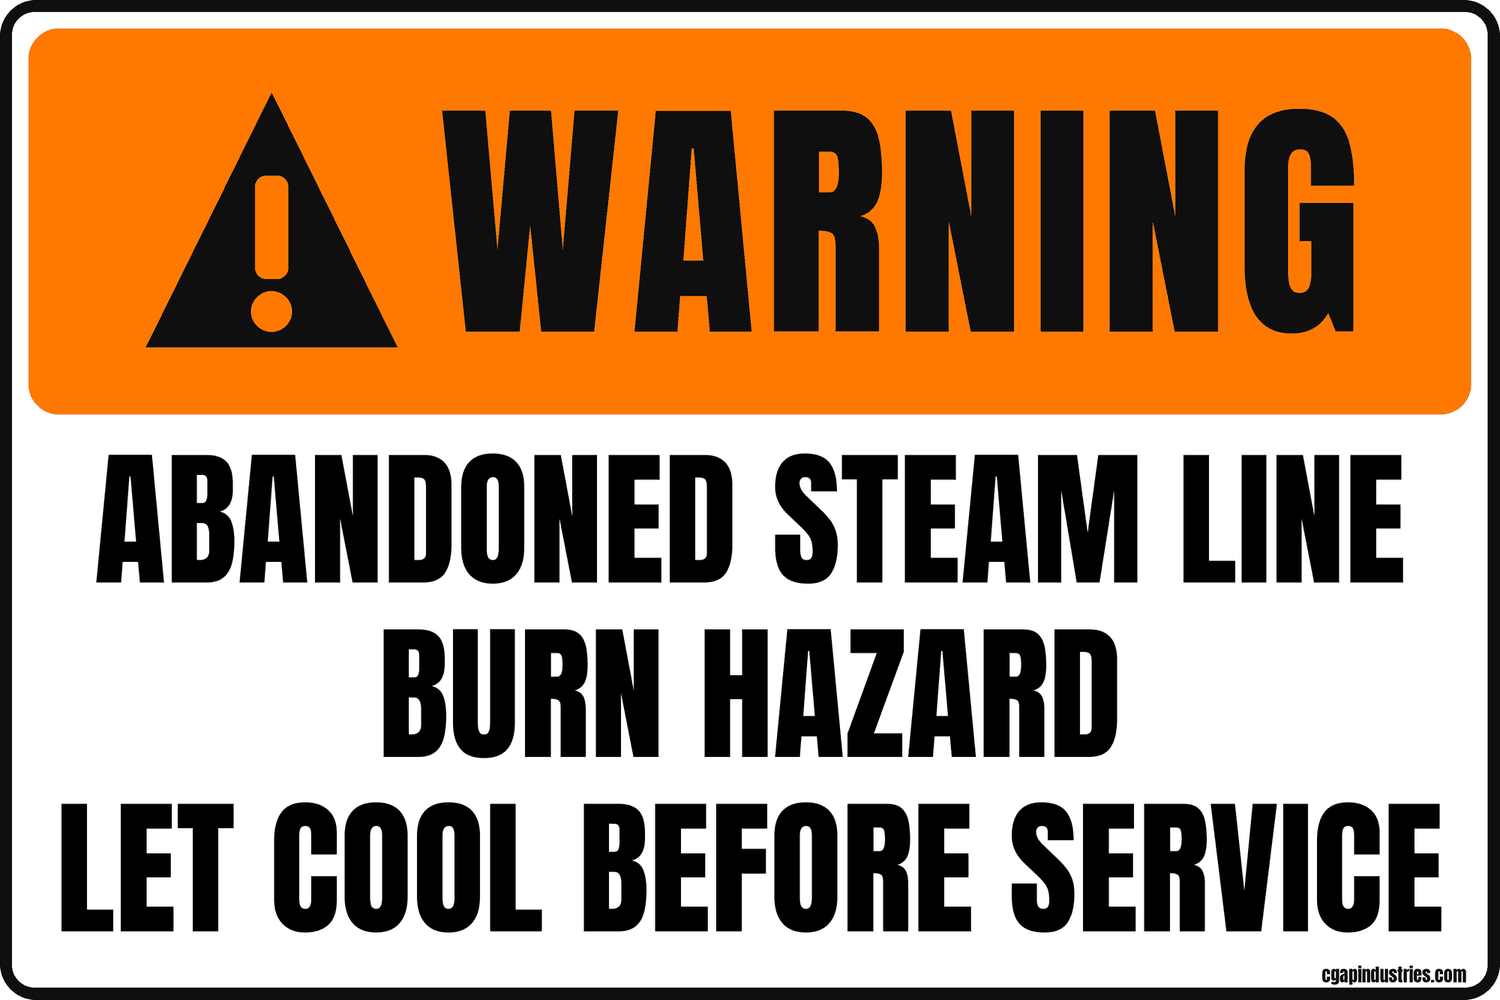 WARNING
ABANDONED STEAM LINE
BURN HAZARD
LET COOL BEFORE SERVICE
cgapindustries.com